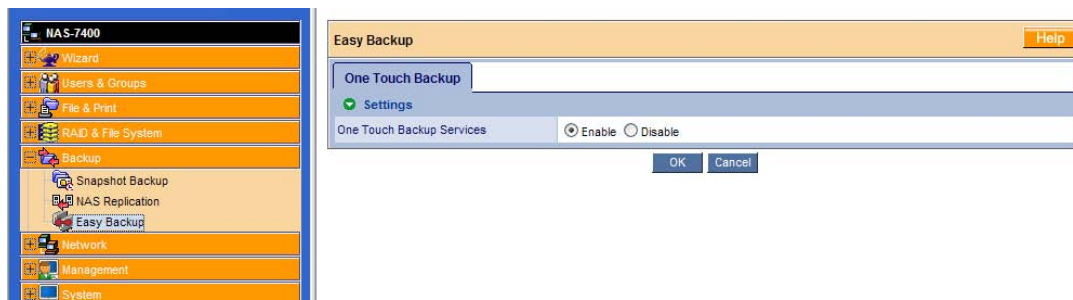 NAS-7400
Wizard
Users & Groups
File & Print
RAID & File System
Backup
Snapshot Backup
NAS Replication
Easy Backup
Network
Management
System
Easy Backup
Help
One Touch Backup
Settings
One Touch Backup Services
Enable Disable
OK Cancel